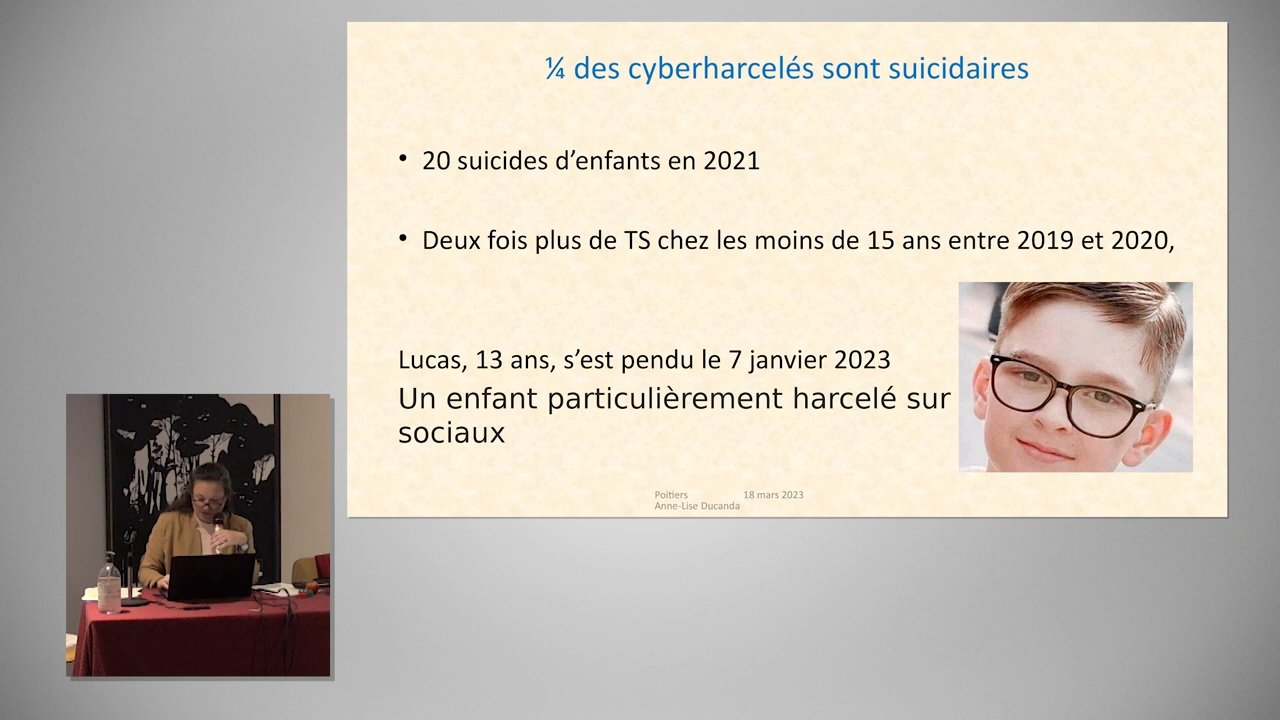 ¼ des cyberharcelés sont suicidaires
• 20 suicides d’enfants en 2021
• Deux fois plus de TS chez les moins de 15 ans entre 2019 et 2020,
Lucas, 13 ans, s’est pendu le 7 janvier 2023
Un enfant particulièrement harcelé sur
sociaux
Poitiers 18 mars 2023
Anne-Lise Ducanda